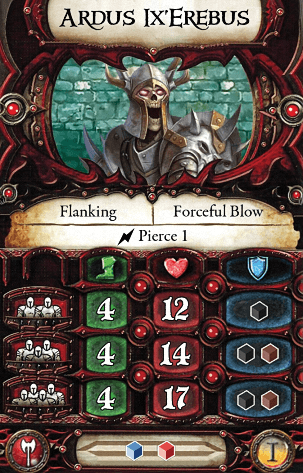 Ardus Ix'Erebus
Flanking Forceful Blow
Pierce 1
4 12
4 14
4 17
I